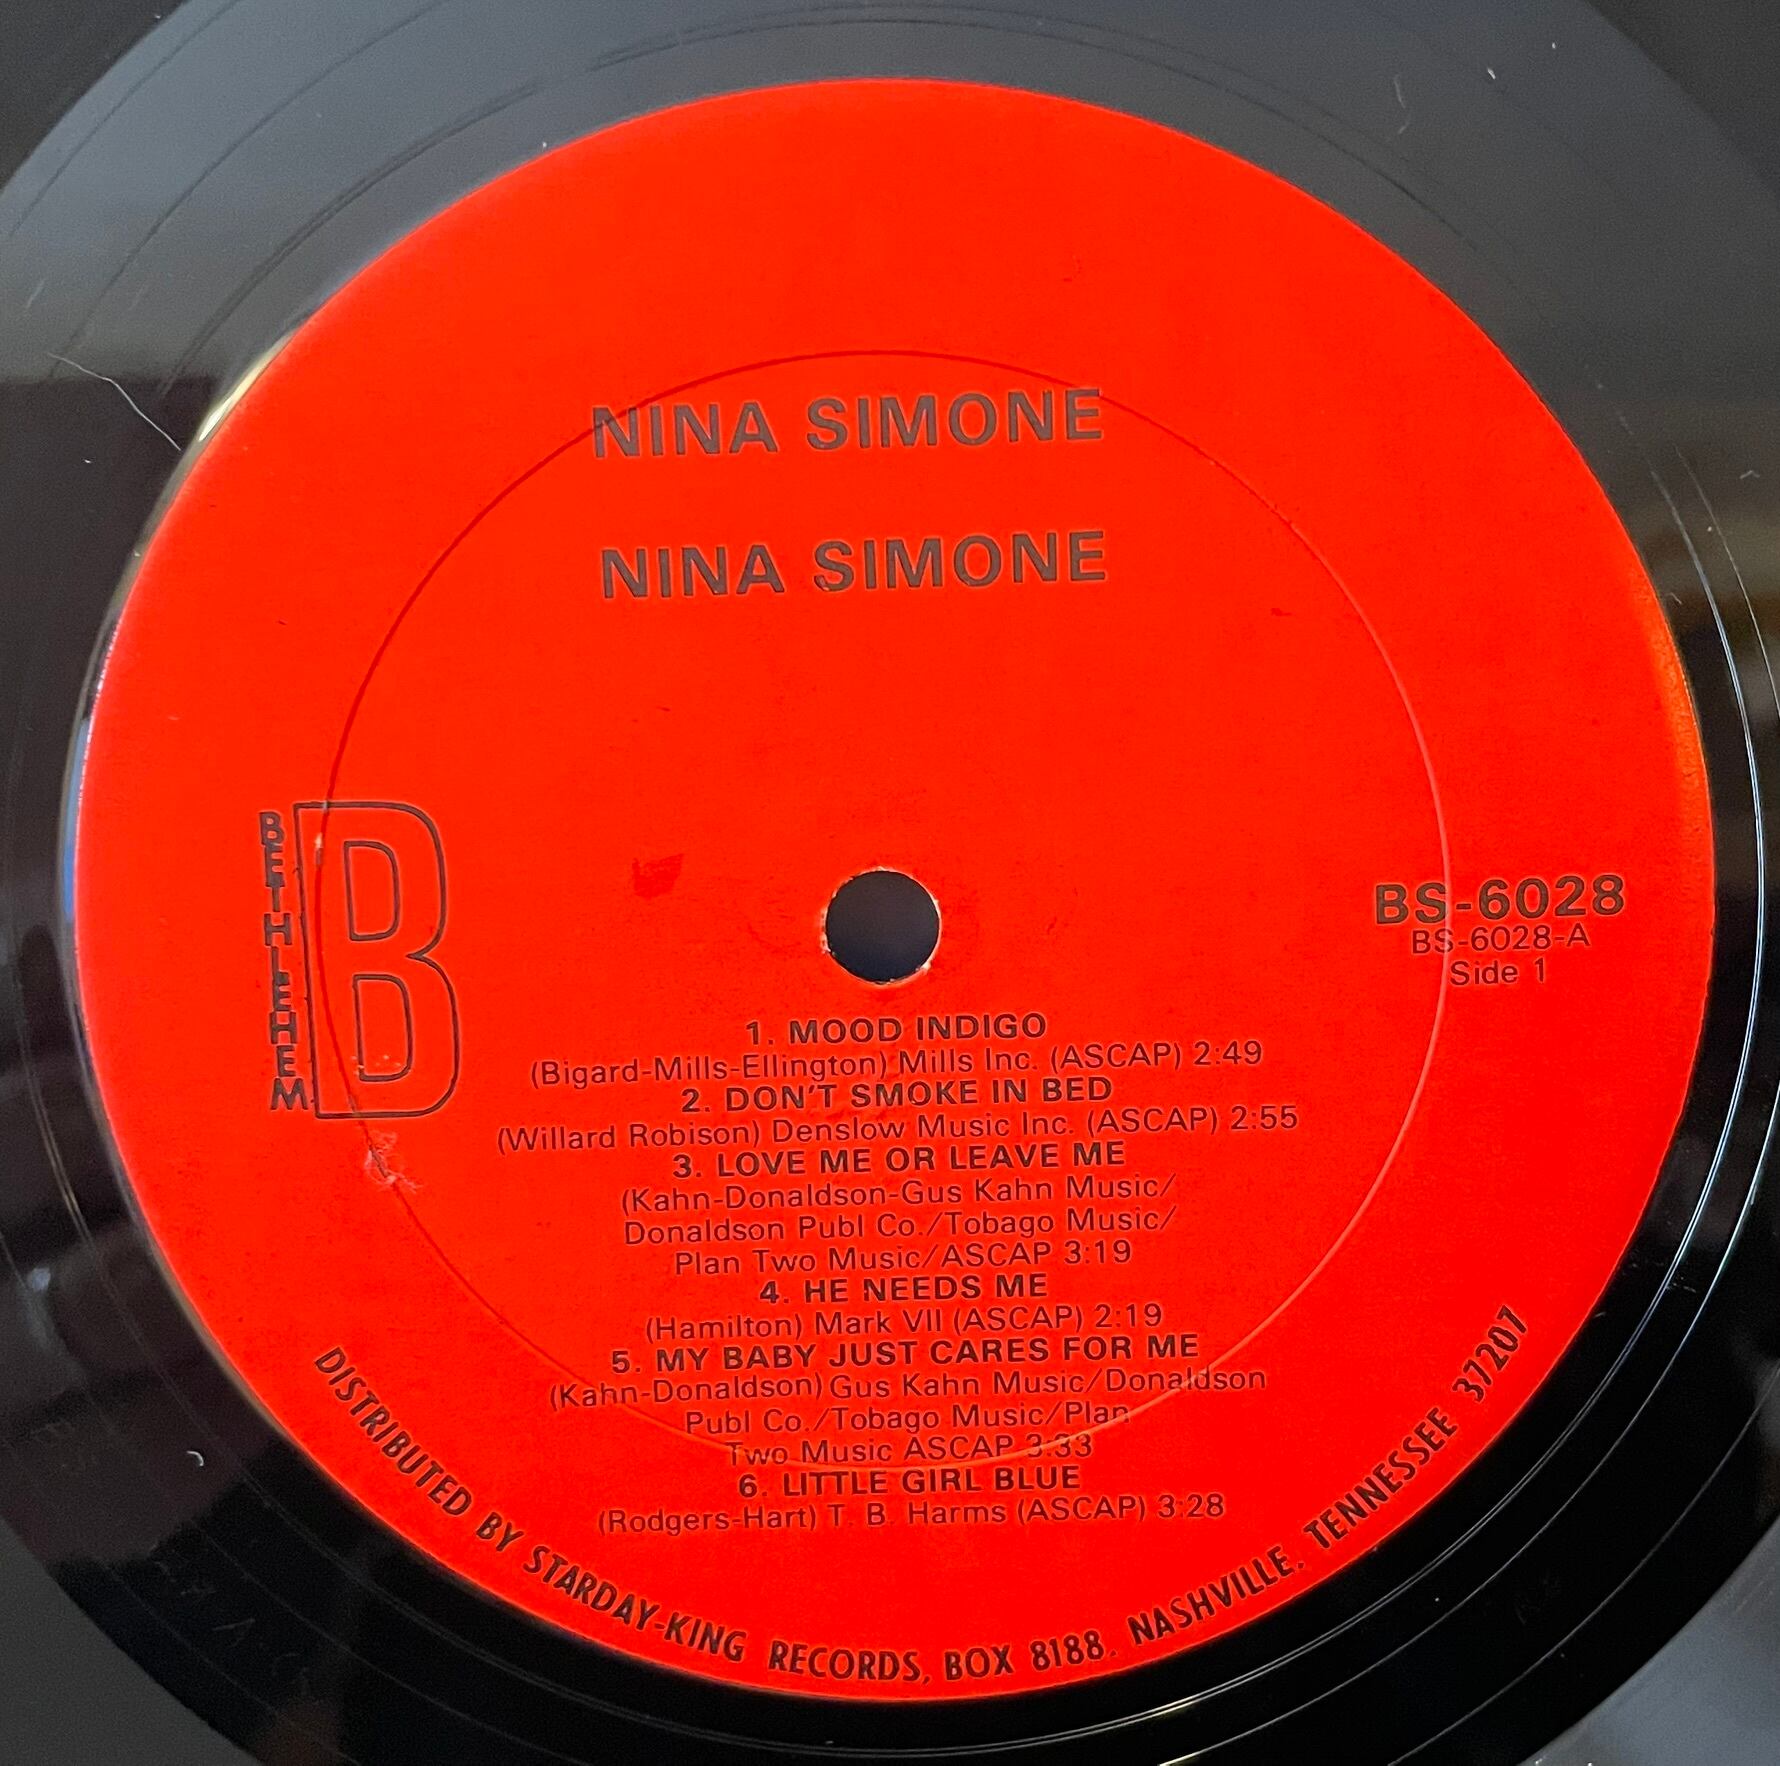 NINA SIMONE
NINA SIMONE
BETHLEHEM
B
BS-6028
BS-6028-A
Side 1
1. MOOD INDIGO
(Bigard-Mills-Ellington) Mills Inc. (ASCAP) 2:49
2. DON'T SMOKE IN BED
(Willard Robison) Denslow Music Inc. (ASCAP) 2:55
3. LOVE ME OR LEAVE ME
(Kahn-Donaldson-Gus Kahn Music/
Donaldson Publ Co./Tobago Music/
Plan Two Music/ASCAP 3:19
4. HE NEEDS ME
(Hamilton) Mark VII (ASCAP) 2:19
5. MY BABY JUST CARES FOR ME
(Kahn-Donaldson) Gus Kahn Music/Donaldson
Publ Co./Tobago Music/Plan
Two Music ASCAP 3:33
6. LITTLE GIRL BLUE
(Rodgers-Hart) T. B. Harms (ASCAP) 3:28
DISTRIBUTED BY STARDAY-KING RECORDS, BOX 8188. NASHVILLE. TENNESSEE 37207